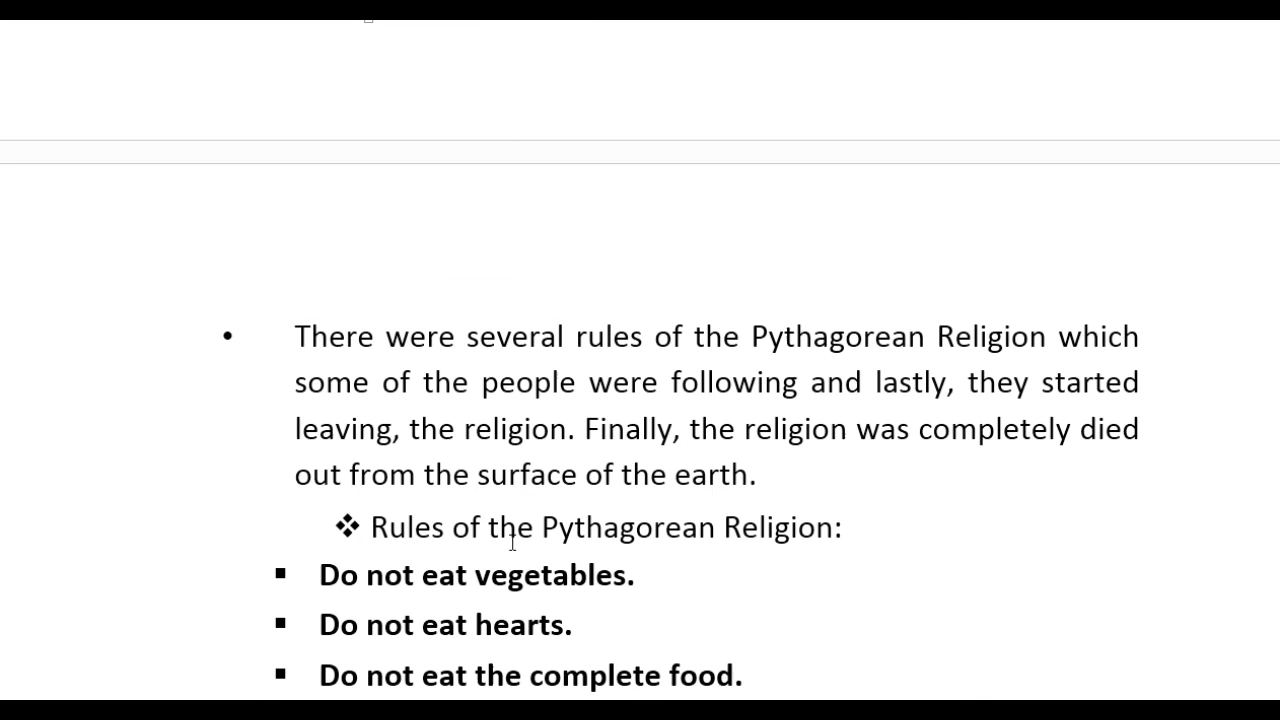 • There were several rules of the Pythagorean Religion which
some of the people were following and lastly, they started
leaving, the religion. Finally, the religion was completely died
out from the surface of the earth.
❖ Rules of the Pythagorean Religion:
▪ Do not eat vegetables.
▪ Do not eat hearts.
▪ Do not eat the complete food.